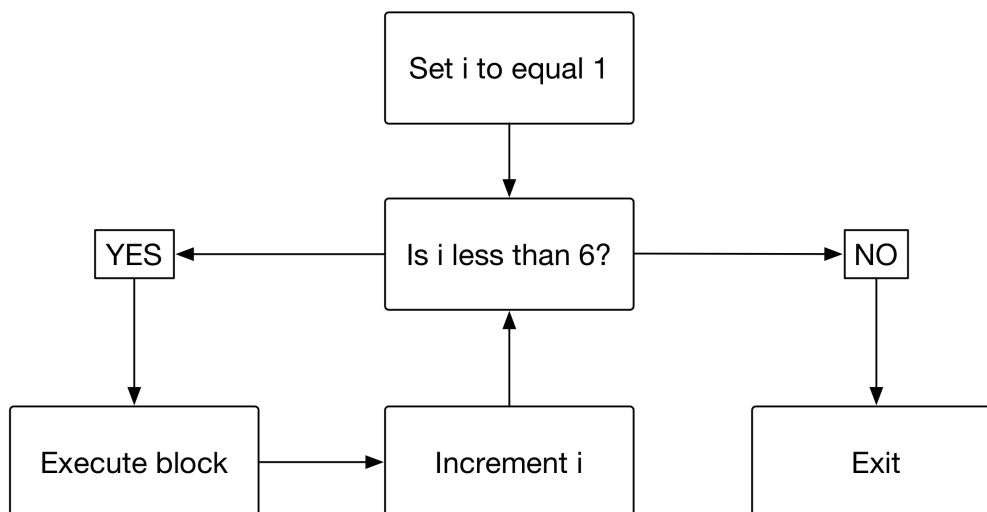 Set i to equal 1
YES
Is i less than 6?
NO
Execute block
Increment i
Exit